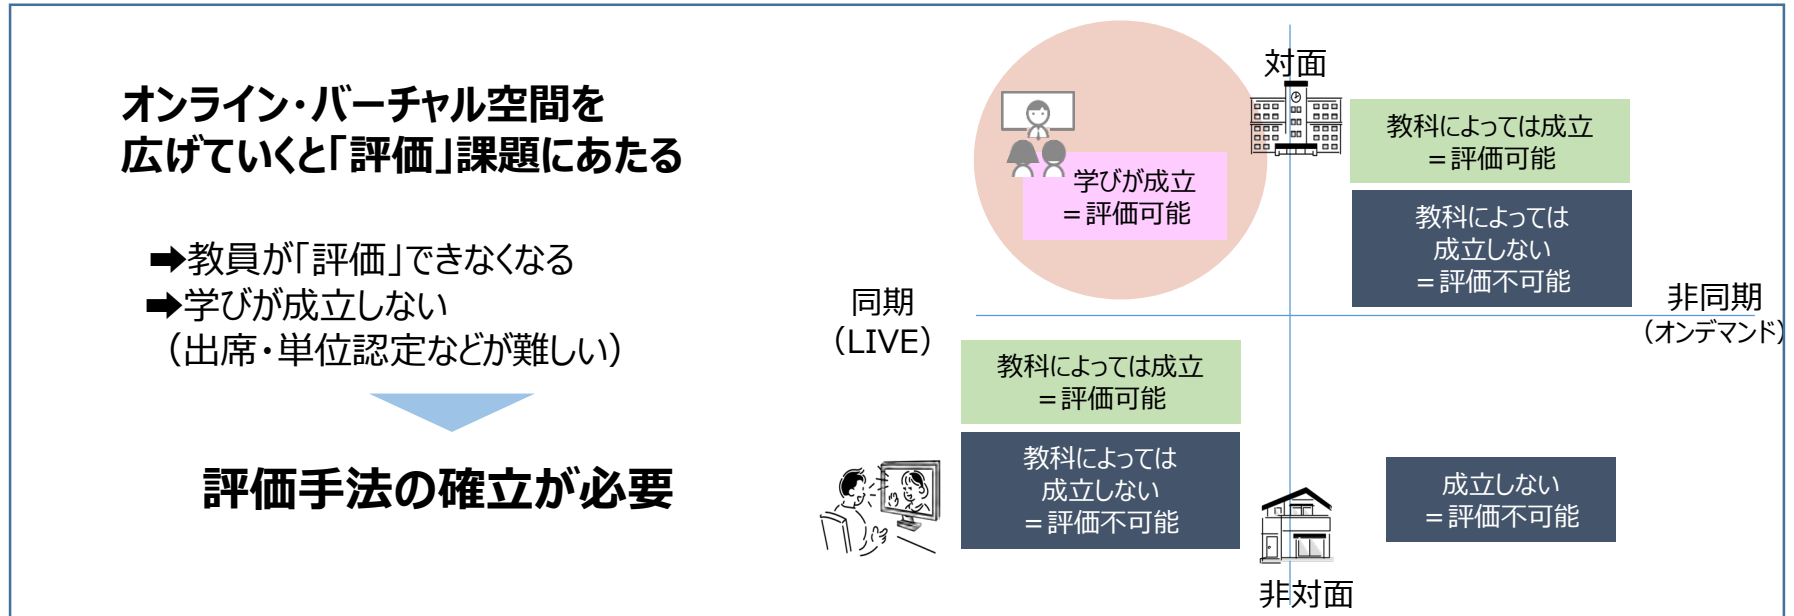 オンライン・バーチャル空間を
広げていくと「評価」課題にあたる
➡教員が「評価」できなくなる
➡学びが成立しない
（出席・単位認定などが難しい）
評価手法の確立が必要
対面
学びが成立
＝評価可能
教科によっては成立
＝評価可能
教科によっては
成立しない
＝評価不可能
同期
（LIVE）
非同期
（オンデマンド）
教科によっては成立
＝評価可能
教科によっては
成立しない
＝評価不可能
成立しない
＝評価不可能
非対面